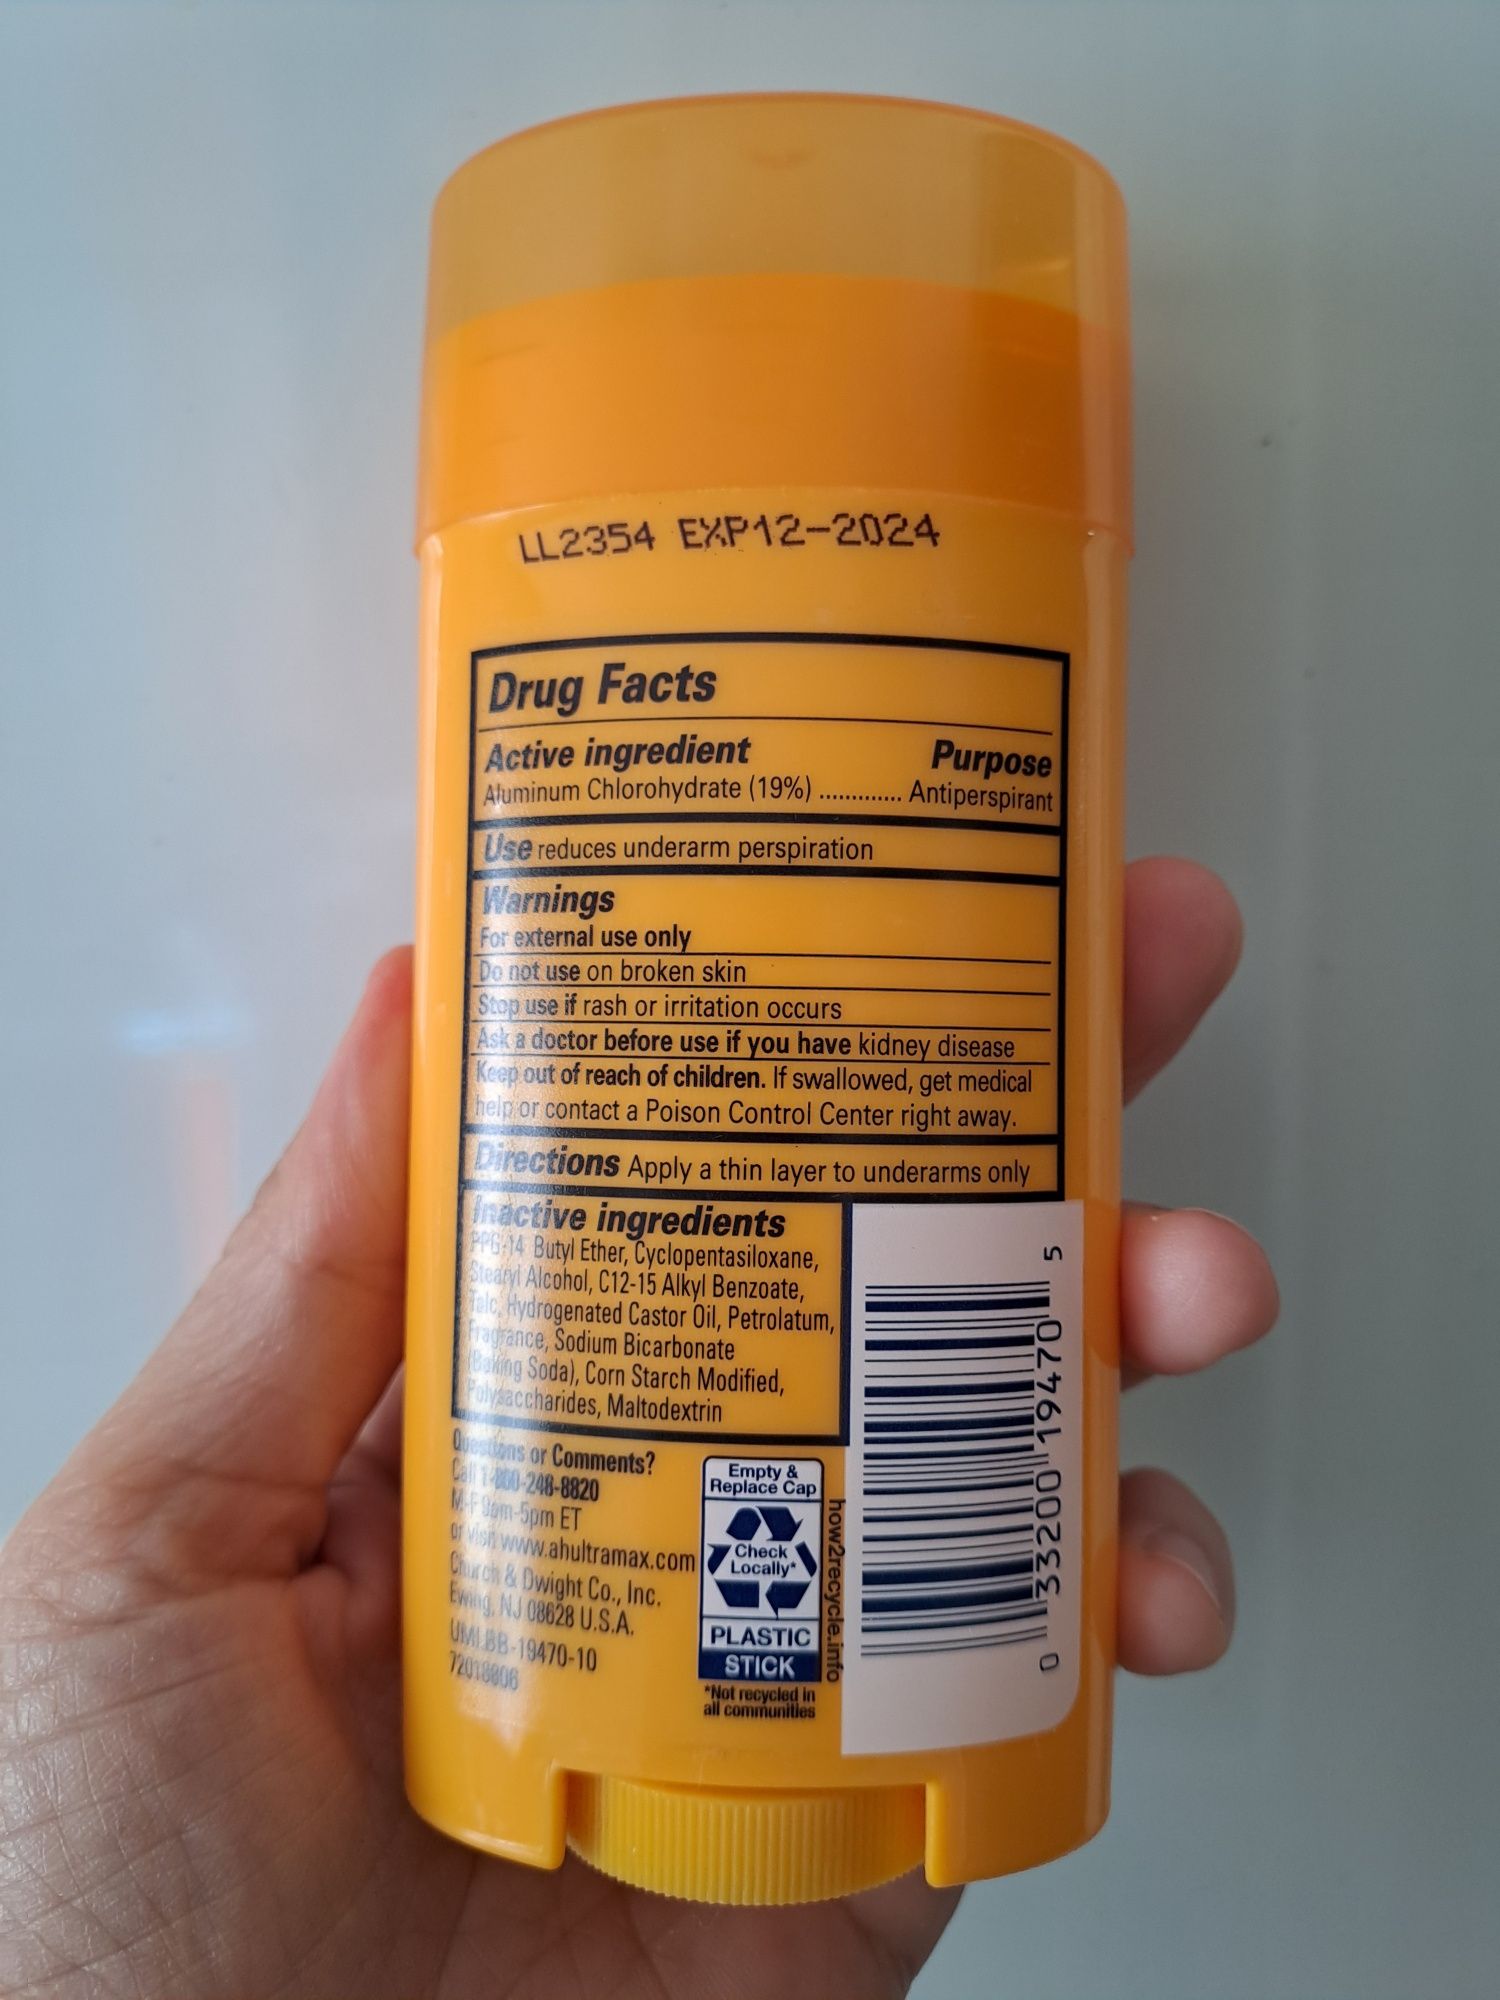 LL2354 EXP12-2024
Drug Facts
Active ingredient Purpose
Aluminum Chlorohydrate (19%) ............. Antiperspirant
Use reduces underarm perspiration
Warnings
For external use only
Do not use on broken skin
Stop use if rash or irritation occurs
Ask a doctor before use if you have kidney disease
Keep out of reach of children. If swallowed, get medical
help or contact a Poison Control Center right away.
Directions Apply a thin layer to underarms only
Inactive ingredients
PPG-14 Butyl Ether, Cyclopentasiloxane,
Stearyl Alcohol, C12-15 Alkyl Benzoate,
Talc, Hydrogenated Castor Oil, Petrolatum,
Fragrance, Sodium Bicarbonate
(Baking Soda), Corn Starch Modified,
Polysaccharides, Maltodextrin
Questions or Comments?
Call 1-800-248-8820
M-F 9am-5pm ET
or visit www.ahultramax.com
Church & Dwight Co., Inc.
Ewing, NJ 08628 U.S.A.
UMI BB-19470-10
72018806
Empty &
Replace Cap
Check
Locally*
PLASTIC
STICK
*Not recycled in
all communities
how2recycle.info
0 33200 19470 5